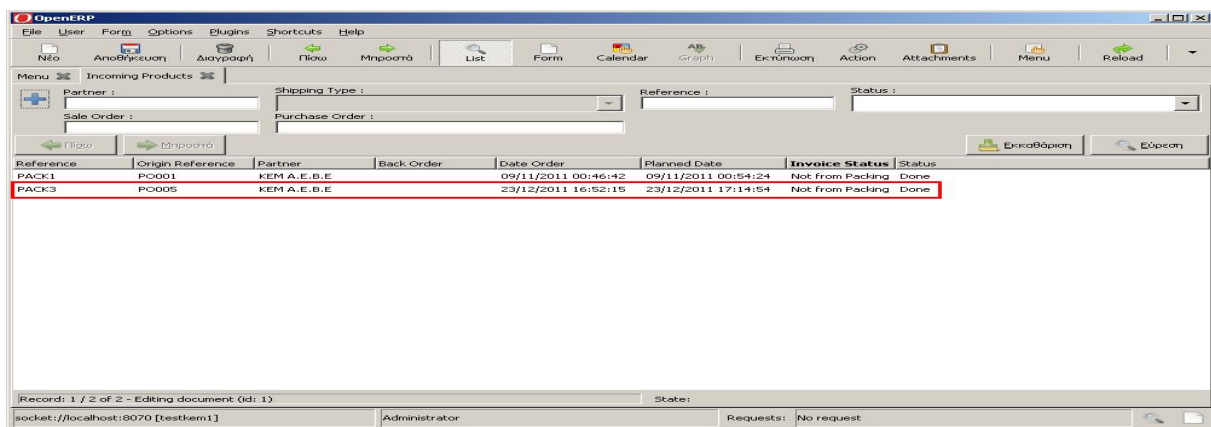 OpenERP
File User Form Options Plugins Shortcuts Help
Νέο Αποθήκευση Διαγραφή Πίσω Μπροστά List Form Calendar Graph Εκτύπωση Action Attachments Menu Reload
Menu Incoming Products
Partner : Shipping Type : Reference : Status :
Sale Order : Purchase Order :
Πίσω Μπροστά Εκκαθάριση Εύρεση
Reference Origin Reference Partner Back Order Date Order Planned Date Invoice Status Status
PACK1 PO001 KEM A.E.B.E 09/11/2011 00:46:42 09/11/2011 00:54:24 Not from Packing Done
PACK3 PO005 KEM A.E.B.E 23/12/2011 16:52:15 23/12/2011 17:14:54 Not from Packing Done
Record: 1 / 2 of 2 - Editing document (id: 1) State:
socket://localhost:8070 [testkem1] Administrator Requests: No request